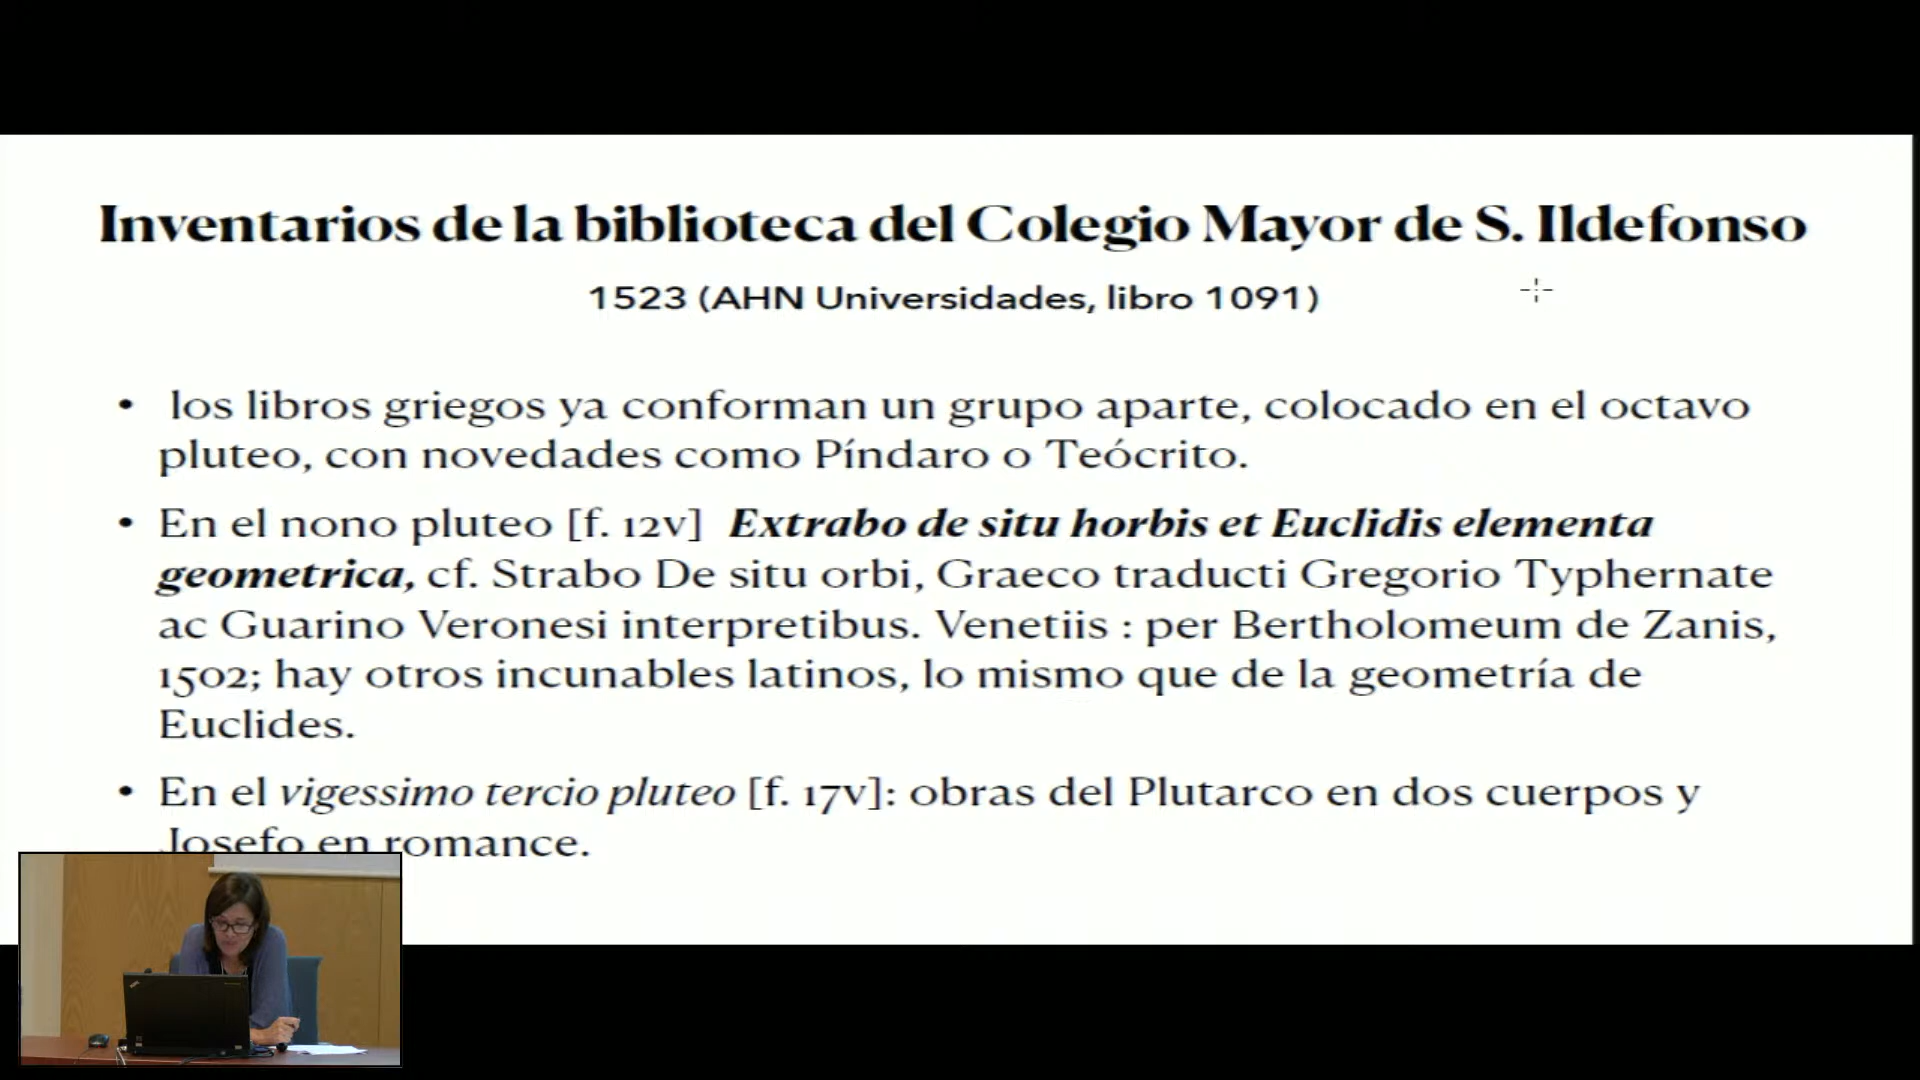 Inventarios de la biblioteca del Colegio Mayor de S. Ildefonso
1523 (AHN Universidades, libro 1091)
• los libros griegos ya conforman un grupo aparte, colocado en el octavo
pluteo, con novedades como Píndaro o Teócrito.
• En el nono pluteo [f. 12v] Extrabo de situ horbis et Euclidis elementa
geometrica, cf. Strabo De situ orbi, Graeco traducti Gregorio Typhernate
ac Guarino Veronesi interpretibus. Venetiis : per Bertholomeum de Zanis,
1502; hay otros incunables latinos, lo mismo que de la geometría de
Euclides.
• En el vigessimo tercio pluteo [f. 17v]: obras del Plutarco en dos cuerpos y
Josefo en romance.